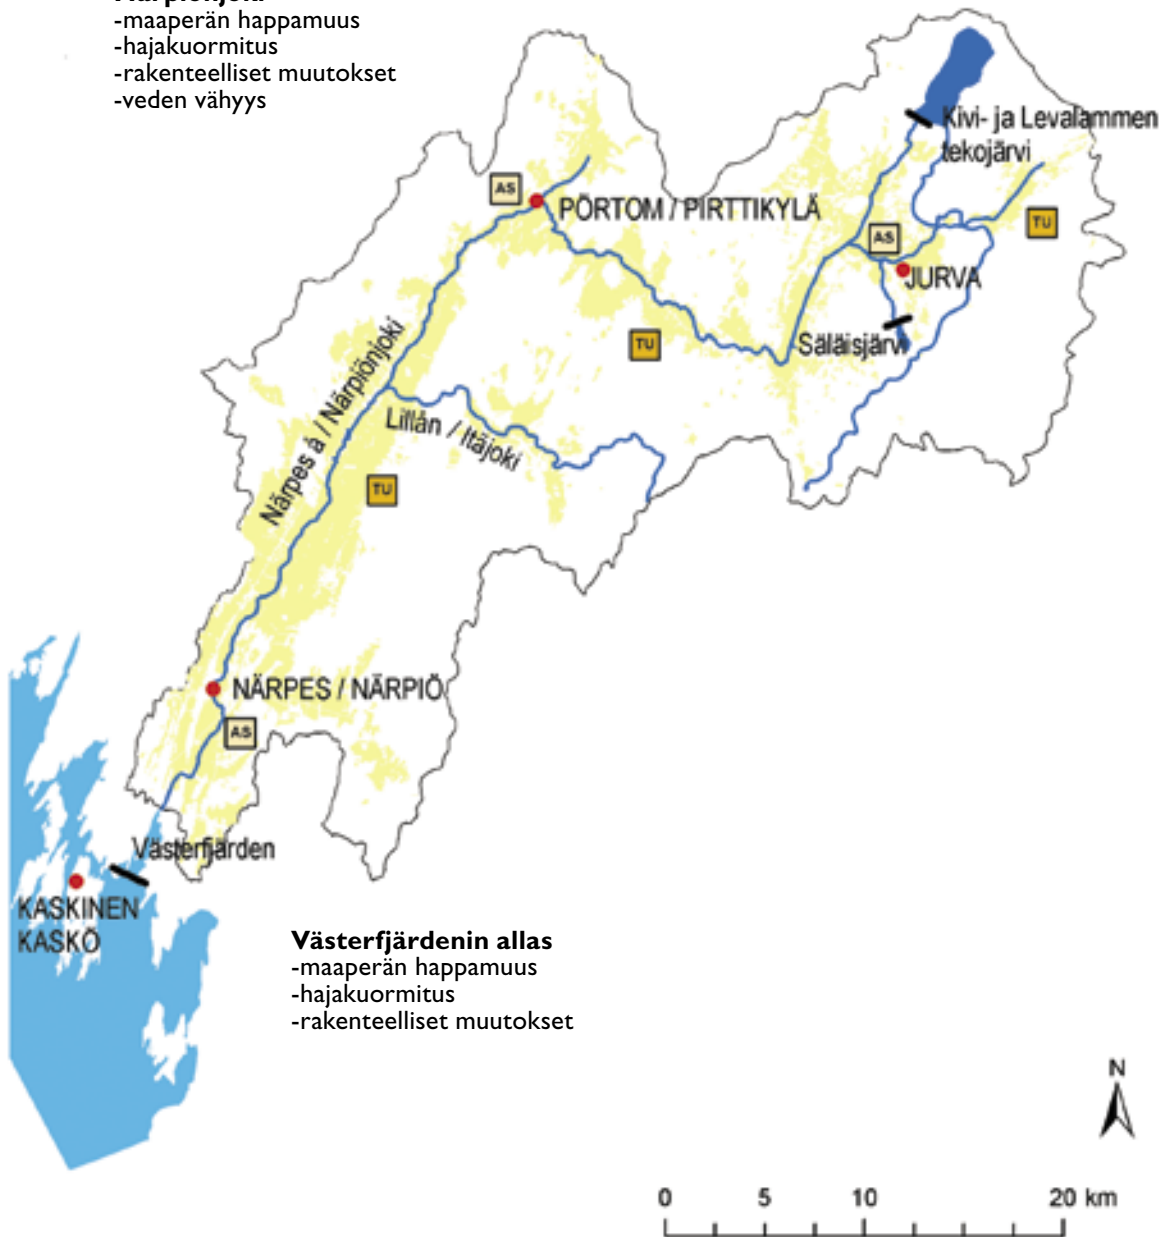 -maaperän happamuus
-hajakuormitus
-rakenteelliset muutokset
-veden vähyys
Kivi- ja Levalammen
tekojärvi
AS
PÖRTOM / PIRTTIKYLÄ
TU
AS
JURVA
Säläisjärvi
TU
Närpes å / Närpiönjoki
Lillån / Itäjoki
TU
NÄRPES / NÄRPIÖ
AS
Västerfjärden
KASKINEN
KASKÖ
Västerfjärdenin allas
-maaperän happamuus
-hajakuormitus
-rakenteelliset muutokset
N
0 5 10 20 km